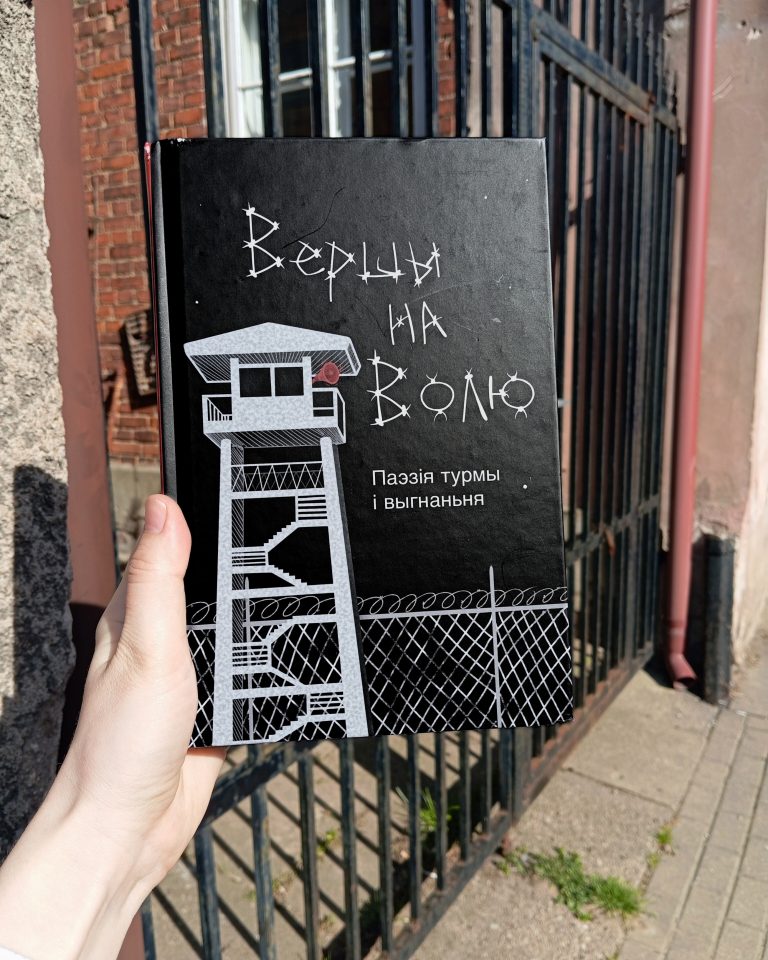 Вершы
на
Волю
Паэзія турмы
і выгнаньня